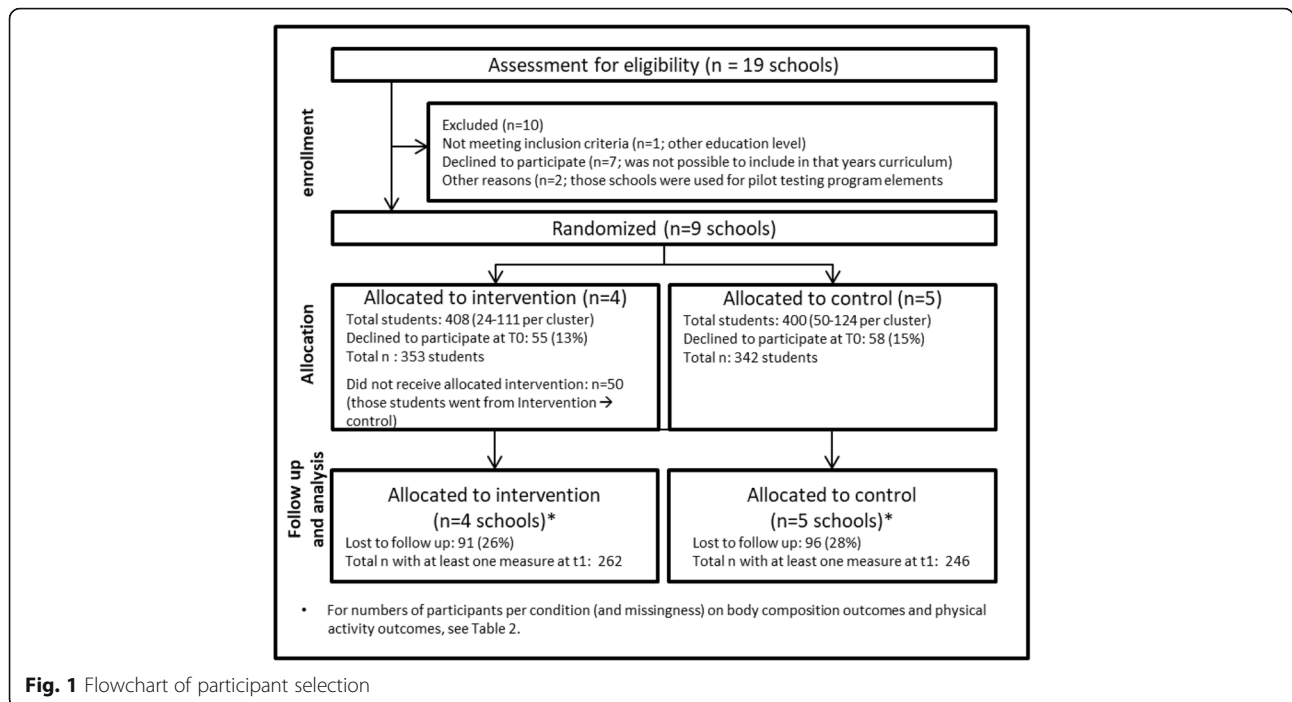 Assessment for eligibility (n = 19 schools)
enrollment
Excluded (n=10)
Not meeting inclusion criteria (n=1; other education level)
Declined to participate (n=7; was not possible to include in that years curriculum)
Other reasons (n=2; those schools were used for pilot testing program elements
Randomized (n=9 schools)
Allocation
Allocated to intervention (n=4)
Total students: 408 (24-111 per cluster)
Declined to participate at T0: 55 (13%)
Total n : 353 students
Did not receive allocated intervention: n=50
(those students went from Intervention →
control)
Allocated to control (n=5)
Total students: 400 (50-124 per cluster)
Declined to participate at T0: 58 (15%)
Total n: 342 students
Follow up
and analysis
Allocated to intervention
(n=4 schools)*
Lost to follow up: 91 (26%)
Total n with at least one measure at t1: 262
Allocated to control
(n=5 schools)*
Lost to follow up: 96 (28%)
Total n with at least one measure at t1: 246
• For numbers of participants per condition (and missingness) on body composition outcomes and physical
activity outcomes, see Table 2.
Fig. 1 Flowchart of participant selection